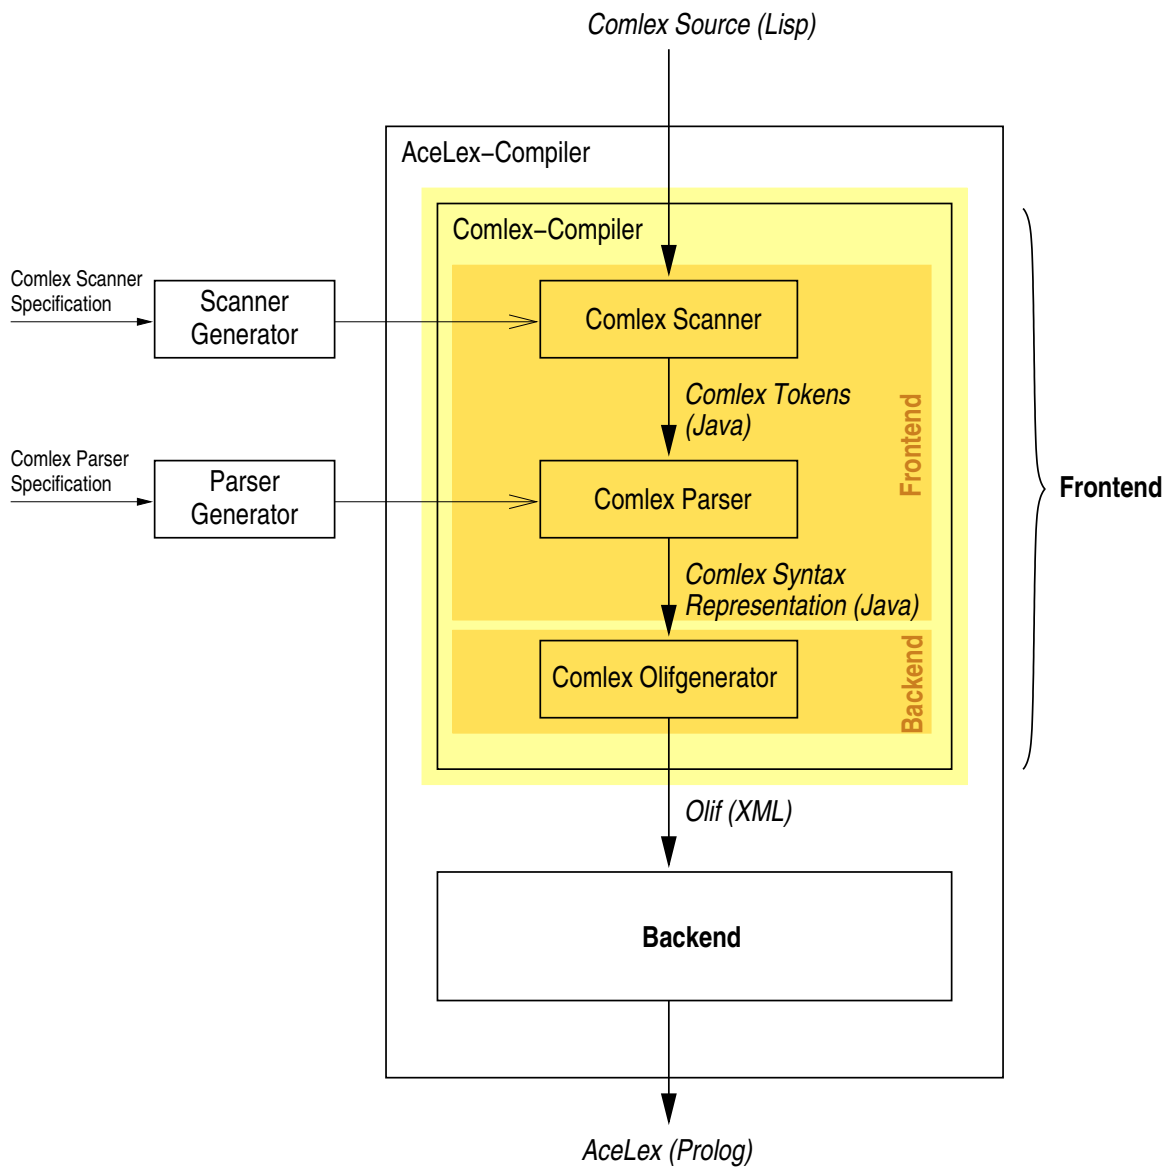 Comlex Source (Lisp)
AceLex–Compiler
Comlex–Compiler
Comlex Scanner
Specification
Scanner
Generator
Comlex Scanner
Comlex Tokens
(Java)
Frontend
Frontend
Comlex Parser
Specification
Parser
Generator
Comlex Parser
Comlex Syntax
Representation (Java)
Comlex Olifgenerator
Backend
Olif (XML)
Backend
AceLex (Prolog)